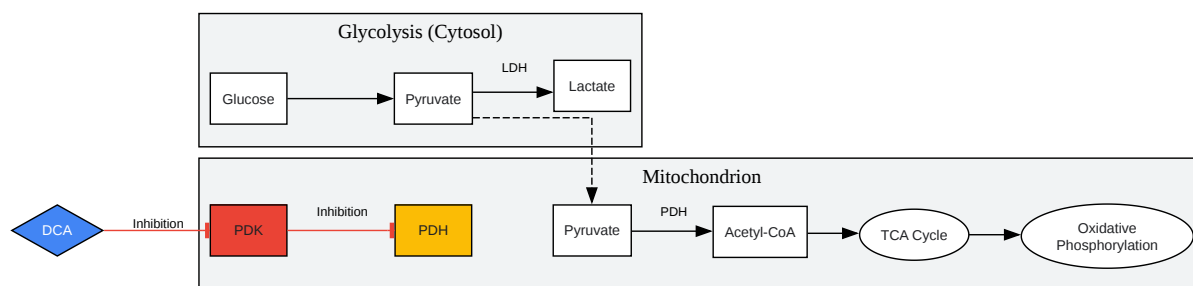 Glycolysis (Cytosol)
Glucose
Pyruvate
LDH
Lactate
Mitochondrion
DCA
Inhibition
PDK
Inhibition
PDH
Pyruvate
PDH
Acetyl-CoA
TCA Cycle
Oxidative
Phosphorylation